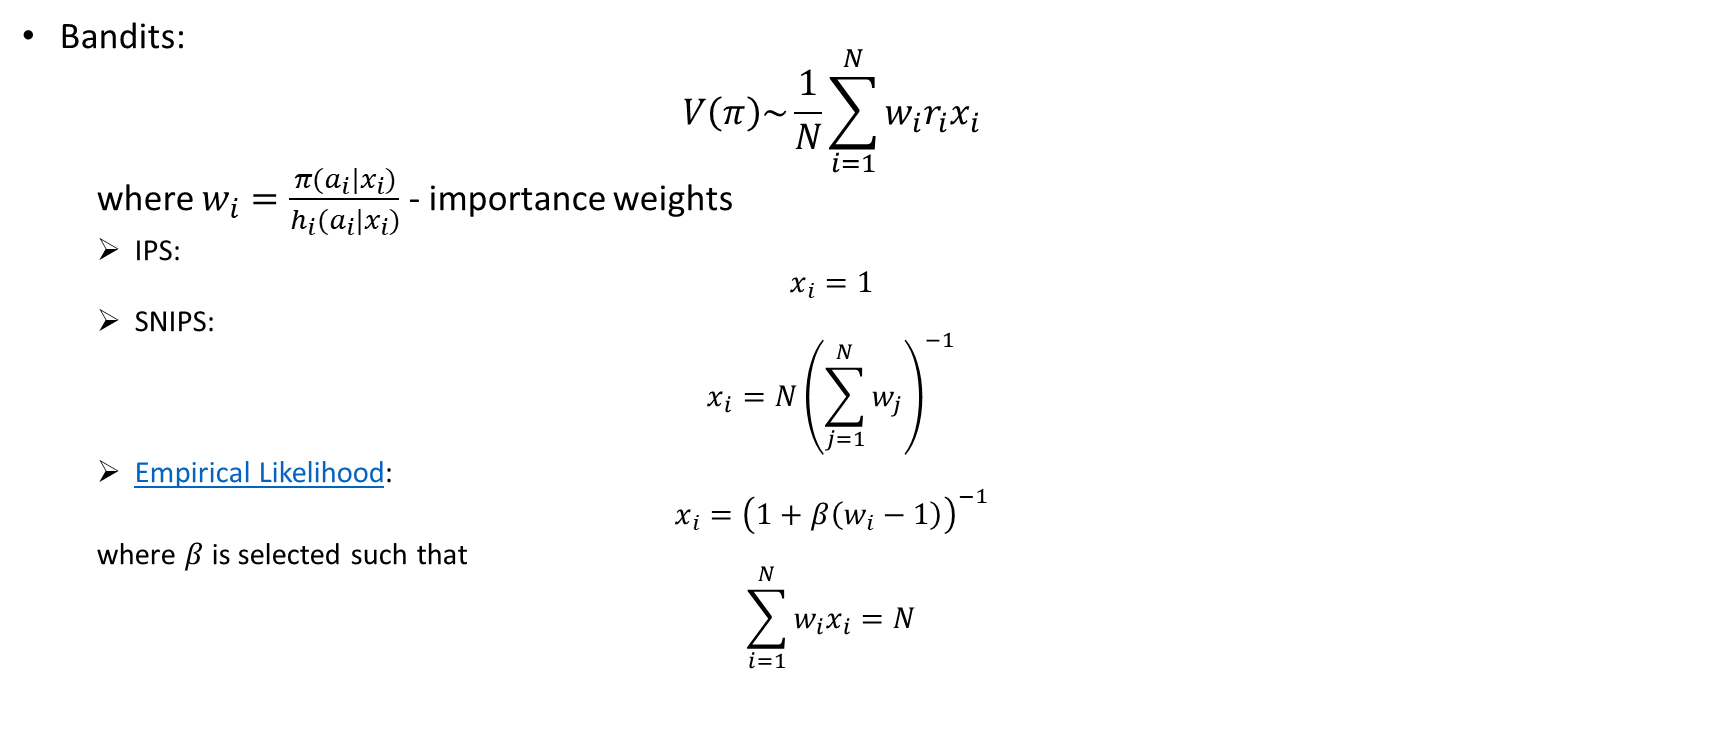 • Bandits:
V(π)~ 1/N ∑_{i=1}^{N} w_i r_i x_i
where w_i = π(a_i|x_i) / h_i(a_i|x_i) - importance weights
➢ IPS:
x_i = 1
➢ SNIPS:
x_i = N (∑_{j=1}^{N} w_j)^{−1}
➢ Empirical Likelihood:
x_i = (1 + β(w_i − 1))^{−1}
where β is selected such that
∑_{i=1}^{N} w_i x_i = N